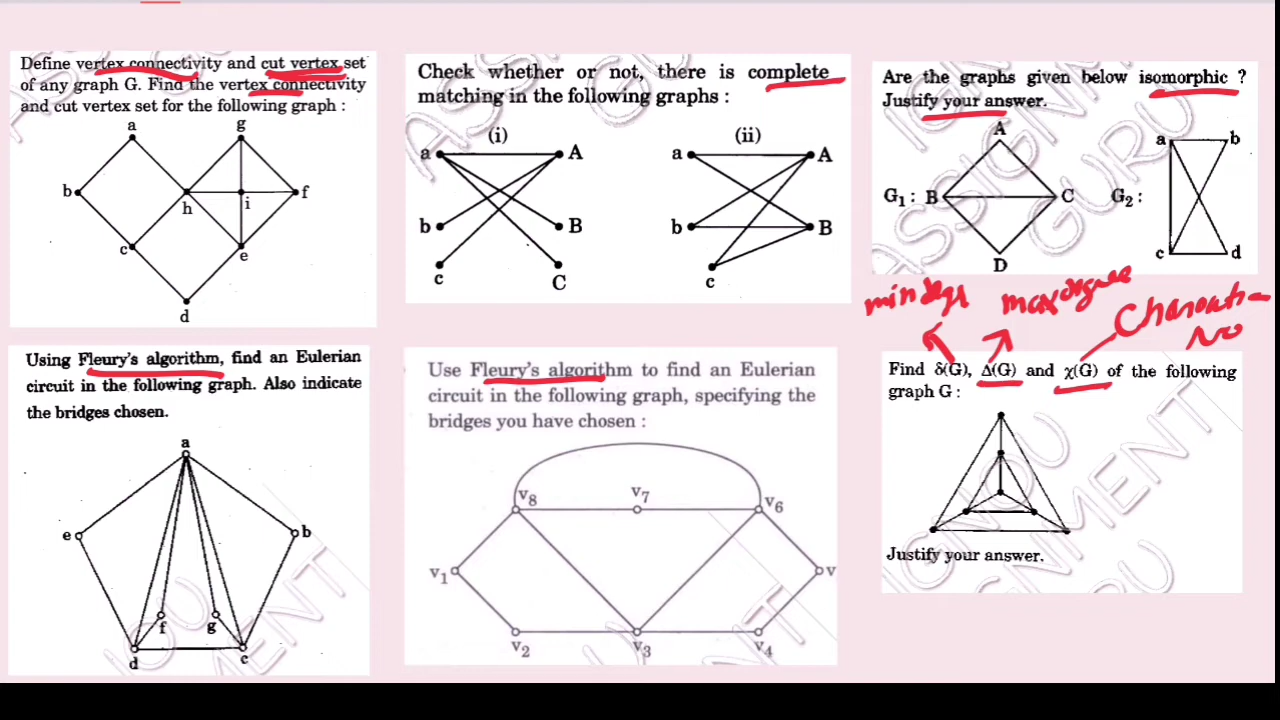 Define vertex connectivity and cut vertex set
of any graph G. Find the vertex connectivity
and cut vertex set for the following graph :
a
g
b
h
i
f
c
e
d
Check whether or not, there is complete
matching in the following graphs :
(i)
(ii)
a
A
b
B
c
C
a
A
b
B
c
Are the graphs given below isomorphic ?
Justify your answer.
A
G₁ : B
C
D
G₂ :
a
b
c
d
Using Fleury's algorithm, find an Eulerian
circuit in the following graph. Also indicate
the bridges chosen.
a
e
b
f
g
d
c
Use Fleury's algorithm to find an Eulerian
circuit in the following graph, specifying the
bridges you have chosen :
v₈
v₇
v₆
v₁
v
v₂
v₃
v₄
max degree
No
Find δ(G), Δ(G) and χ(G) of the following
graph G :
Justify your answer.
ASSIGNMENT
IGNOU
GURU